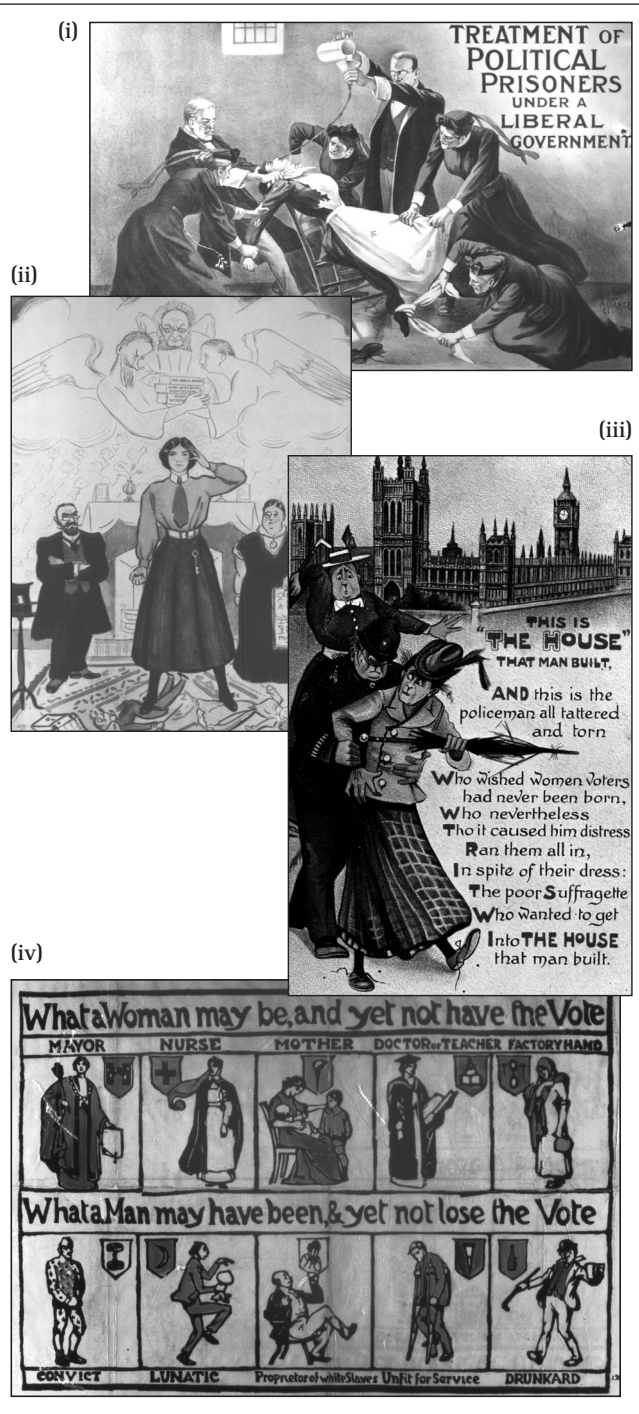 (i)
TREATMENT OF
POLITICAL
PRISONERS
UNDER A
LIBERAL
GOVERNMENT.
(ii)
(iii)
THIS IS
"THE HOUSE"
THAT MAN BUILT,
AND this is the
policeman all tattered
and torn
Who wished women voters
had never been born,
Who nevertheless
Tho it caused him distress
Ran them all in,
In spite of their dress:
The poor Suffragette
Who wanted to get
Into THE HOUSE
that man built.
(iv)
What a Woman may be, and yet not have the Vote
MAYOR NURSE MOTHER DOCTOR or TEACHER FACTORY HAND
What a Man may have been, & yet not lose the Vote
CONVICT LUNATIC Proprietor of white Slaves Unfit for Service DRUNKARD